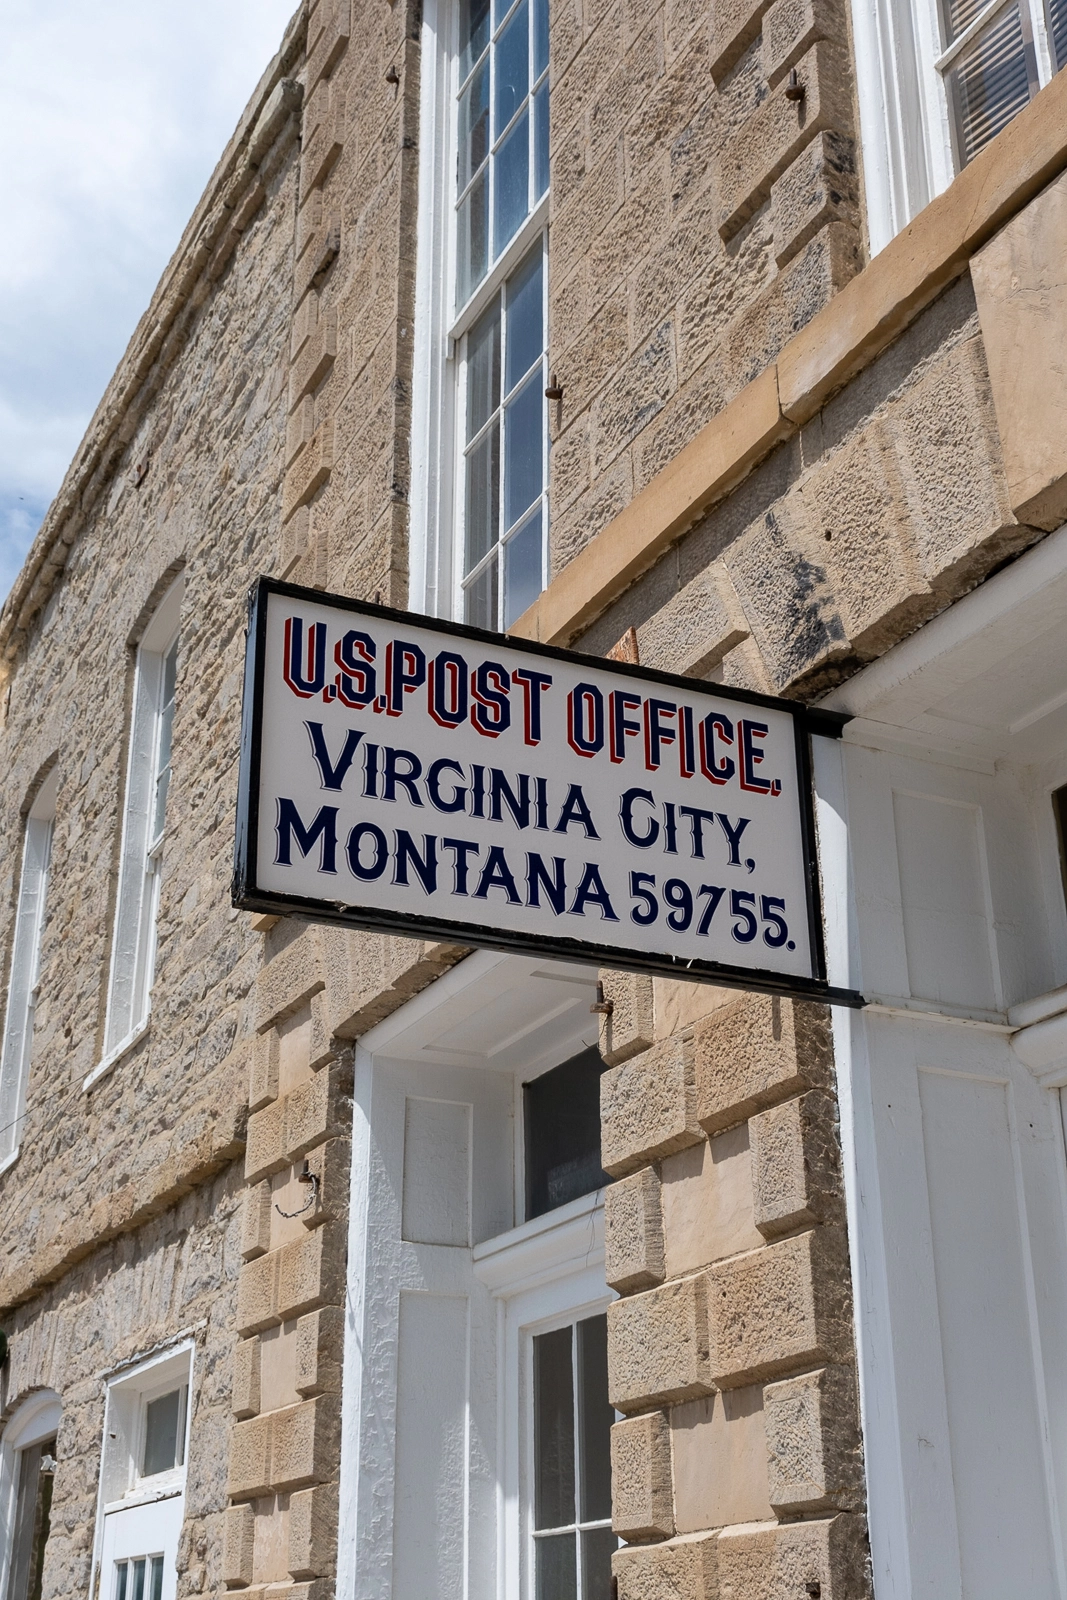 U.S.POST OFFICE.
VIRGINIA CITY,
MONTANA 59755.